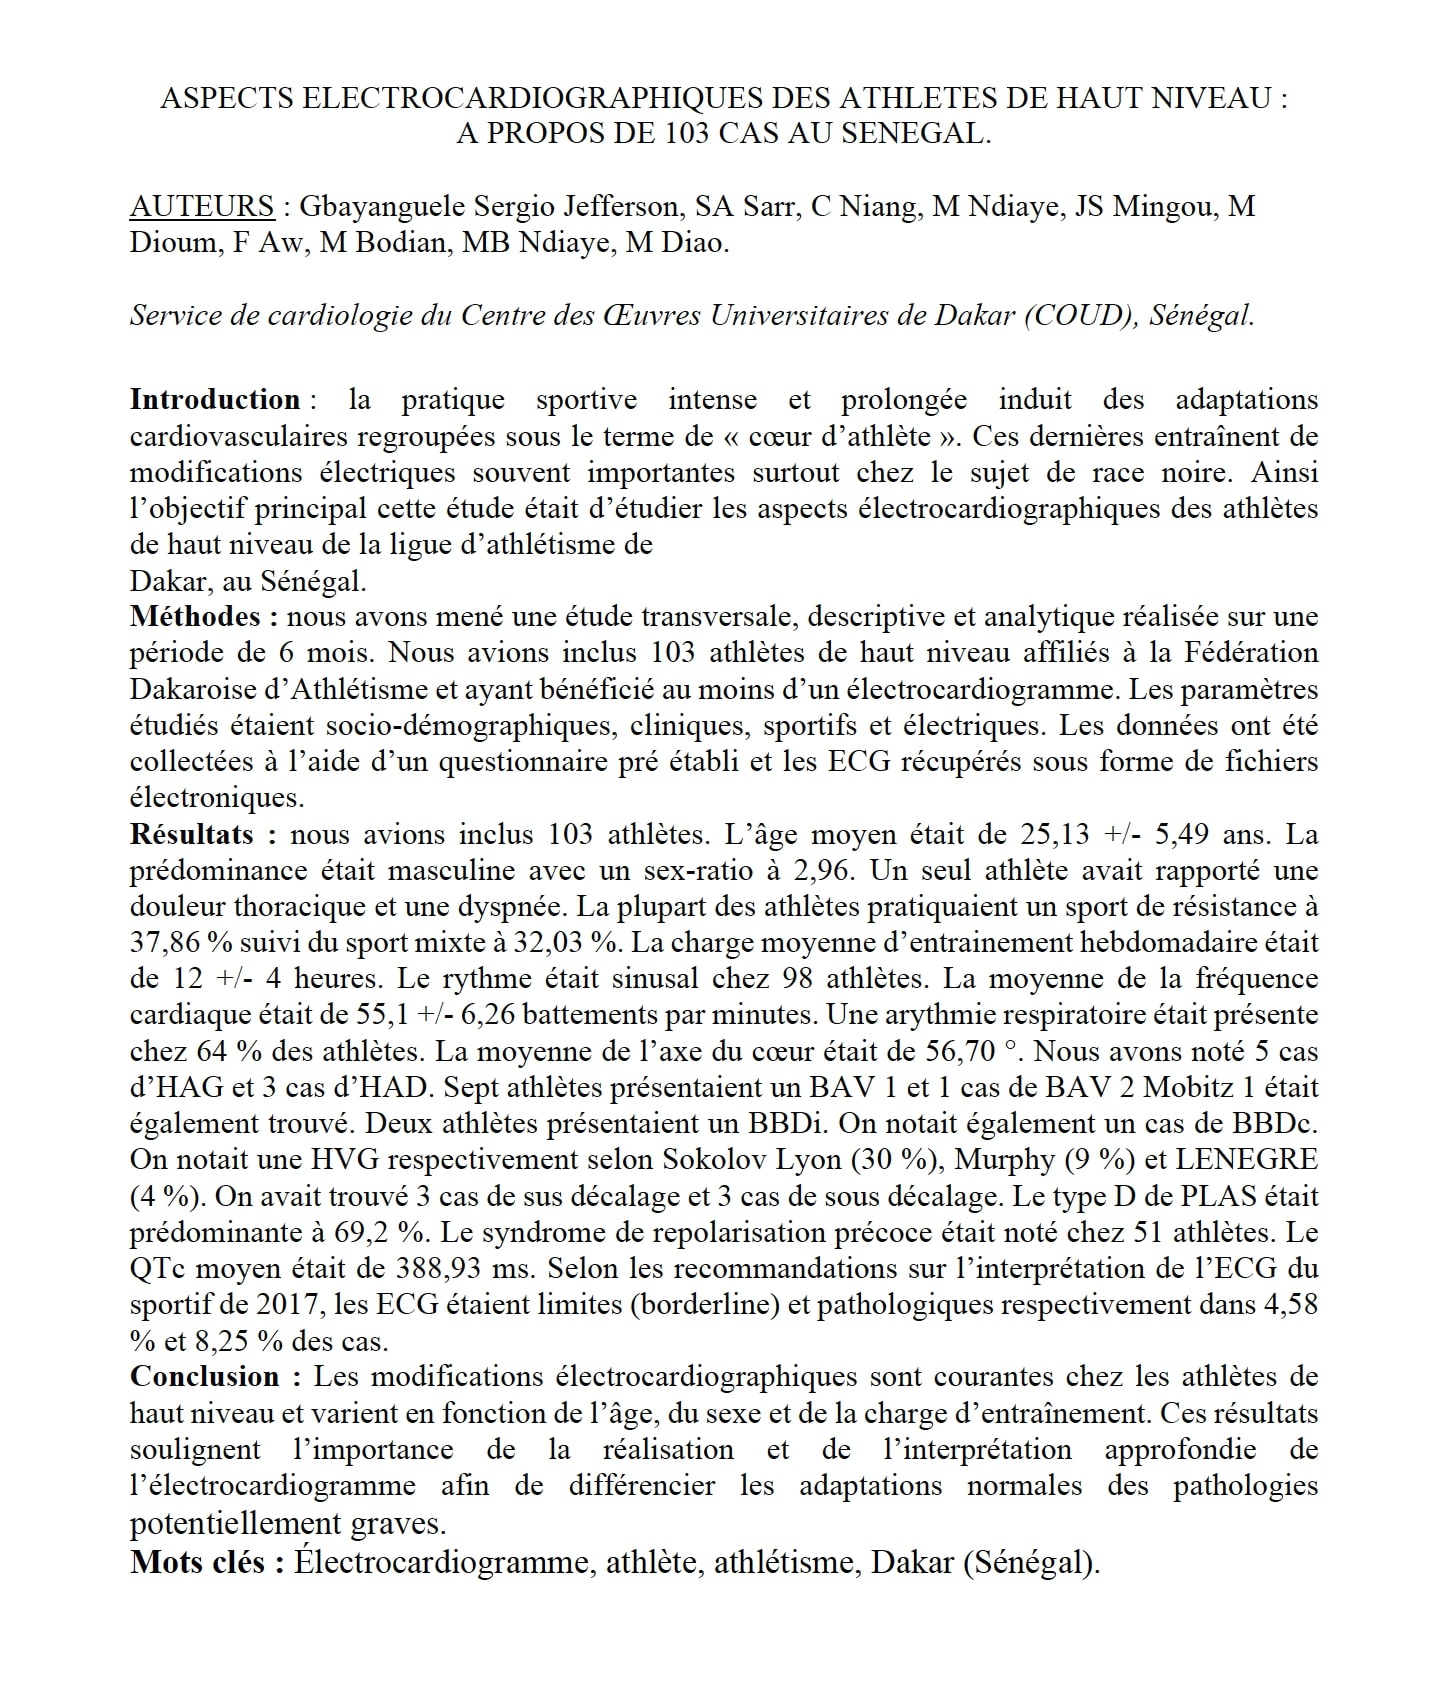 ASPECTS ELECTROCARDIOGRAPHIQUES DES ATHLETES DE HAUT NIVEAU :
A PROPOS DE 103 CAS AU SENEGAL.
AUTEURS : Gbayanguele Sergio Jefferson, SA Sarr, C Niang, M Ndiaye, JS Mingou, M
Dioum, F Aw, M Bodian, MB Ndiaye, M Diao.
Service de cardiologie du Centre des Œuvres Universitaires de Dakar (COUD), Sénégal.
Introduction : la pratique sportive intense et prolongée induit des adaptations
cardiovasculaires regroupées sous le terme de « cœur d’athlète ». Ces dernières entraînent de
modifications électriques souvent importantes surtout chez le sujet de race noire. Ainsi
l’objectif principal cette étude était d’étudier les aspects électrocardiographiques des athlètes
de haut niveau de la ligue d’athlétisme de
Dakar, au Sénégal.
Méthodes : nous avons mené une étude transversale, descriptive et analytique réalisée sur une
période de 6 mois. Nous avions inclus 103 athlètes de haut niveau affiliés à la Fédération
Dakaroise d’Athlétisme et ayant bénéficié au moins d’un électrocardiogramme. Les paramètres
étudiés étaient socio-démographiques, cliniques, sportifs et électriques. Les données ont été
collectées à l’aide d’un questionnaire pré établi et les ECG récupérés sous forme de fichiers
électroniques.
Résultats : nous avions inclus 103 athlètes. L’âge moyen était de 25,13 +/- 5,49 ans. La
prédominance était masculine avec un sex-ratio à 2,96. Un seul athlète avait rapporté une
douleur thoracique et une dyspnée. La plupart des athlètes pratiquaient un sport de résistance à
37,86 % suivi du sport mixte à 32,03 %. La charge moyenne d’entrainement hebdomadaire était
de 12 +/- 4 heures. Le rythme était sinusal chez 98 athlètes. La moyenne de la fréquence
cardiaque était de 55,1 +/- 6,26 battements par minutes. Une arythmie respiratoire était présente
chez 64 % des athlètes. La moyenne de l’axe du cœur était de 56,70 °. Nous avons noté 5 cas
d’HAG et 3 cas d’HAD. Sept athlètes présentaient un BAV 1 et 1 cas de BAV 2 Mobitz 1 était
également trouvé. Deux athlètes présentaient un BBDi. On notait également un cas de BBDc.
On notait une HVG respectivement selon Sokolov Lyon (30 %), Murphy (9 %) et LENEGRE
(4 %). On avait trouvé 3 cas de sus décalage et 3 cas de sous décalage. Le type D de PLAS était
prédominante à 69,2 %. Le syndrome de repolarisation précoce était noté chez 51 athlètes. Le
QTc moyen était de 388,93 ms. Selon les recommandations sur l’interprétation de l’ECG du
sportif de 2017, les ECG étaient limites (borderline) et pathologiques respectivement dans 4,58
% et 8,25 % des cas.
Conclusion : Les modifications électrocardiographiques sont courantes chez les athlètes de
haut niveau et varient en fonction de l’âge, du sexe et de la charge d’entraînement. Ces résultats
soulignent l’importance de la réalisation et de l’interprétation approfondie de
l’électrocardiogramme afin de différencier les adaptations normales des pathologies
potentiellement graves.
Mots clés : Électrocardiogramme, athlète, athlétisme, Dakar (Sénégal).